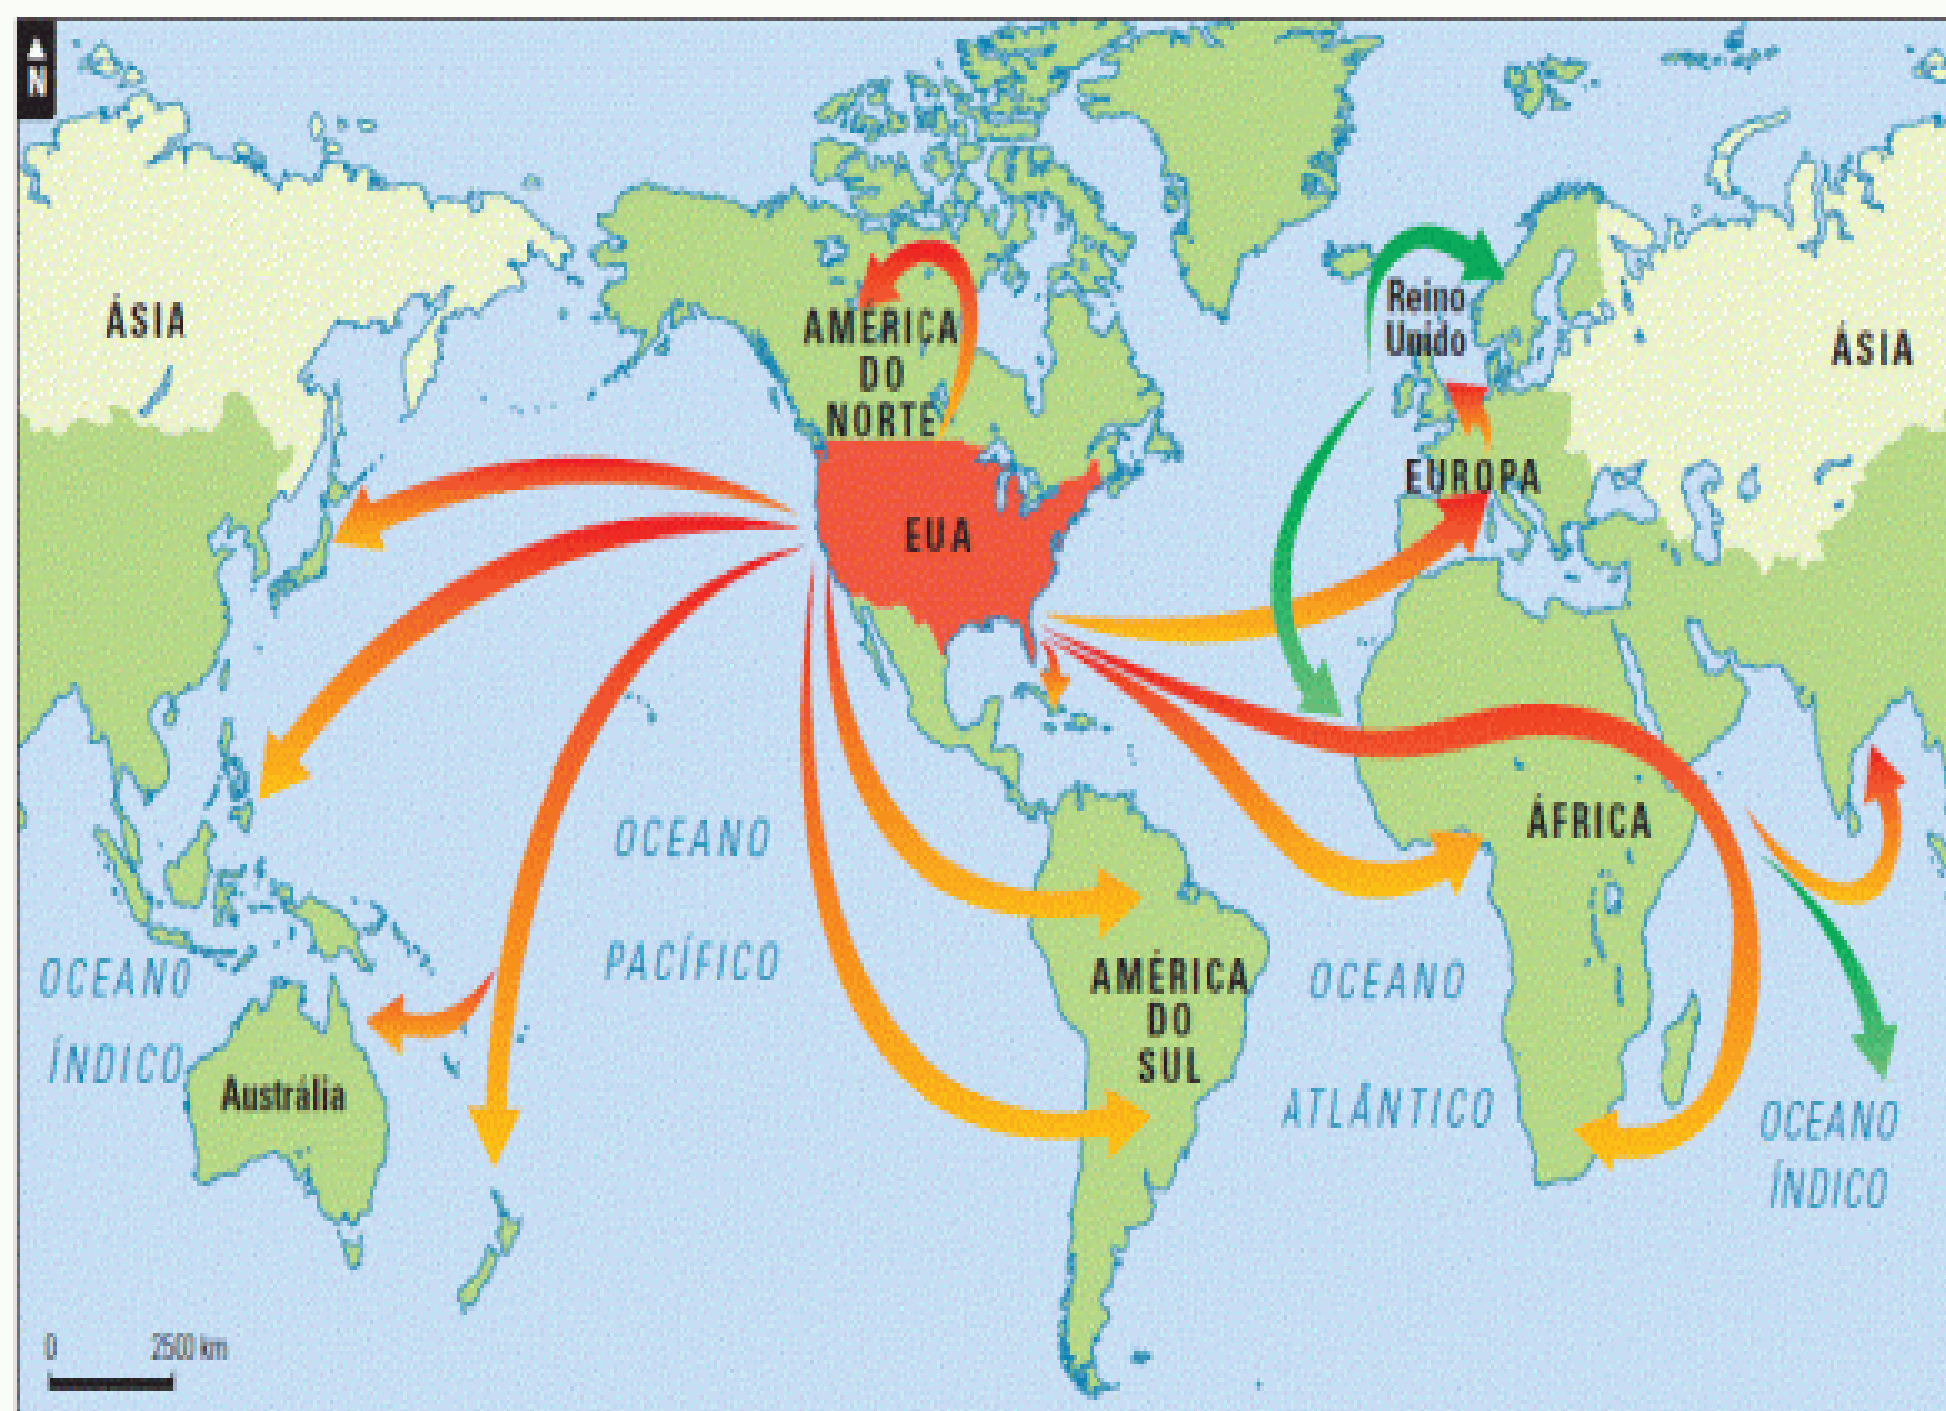 N
ÁSIA
AMÉRICA
DO
NORTE
Reino
Unido
ÁSIA
EUROPA
EUA
OCEANO
PACÍFICO
ÁFRICA
OCEANO
ÍNDICO
Austrália
AMÉRICA
DO
SUL
OCEANO
ATLÂNTICO
OCEANO
ÍNDICO
0 2500 km